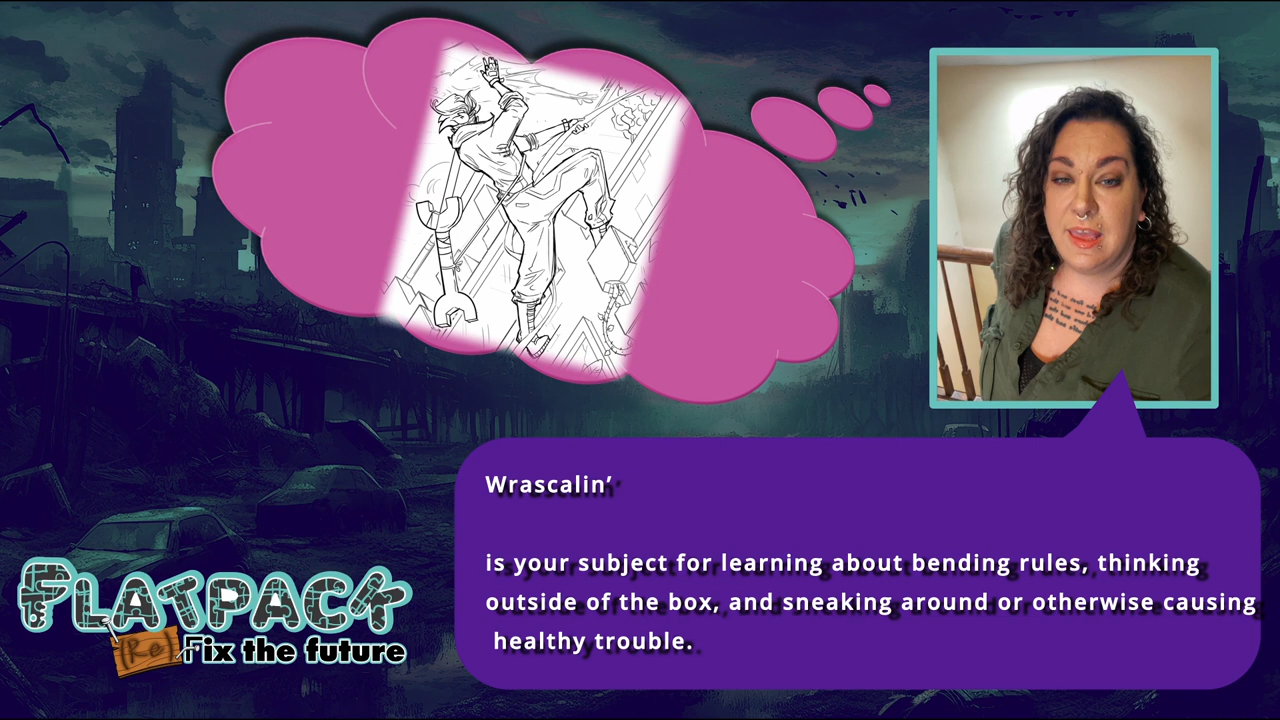 Wrascalin’
is your subject for learning about bending rules, thinking
outside of the box, and sneaking around or otherwise causing
healthy trouble.
FLATPACK
(Re) Fix the future